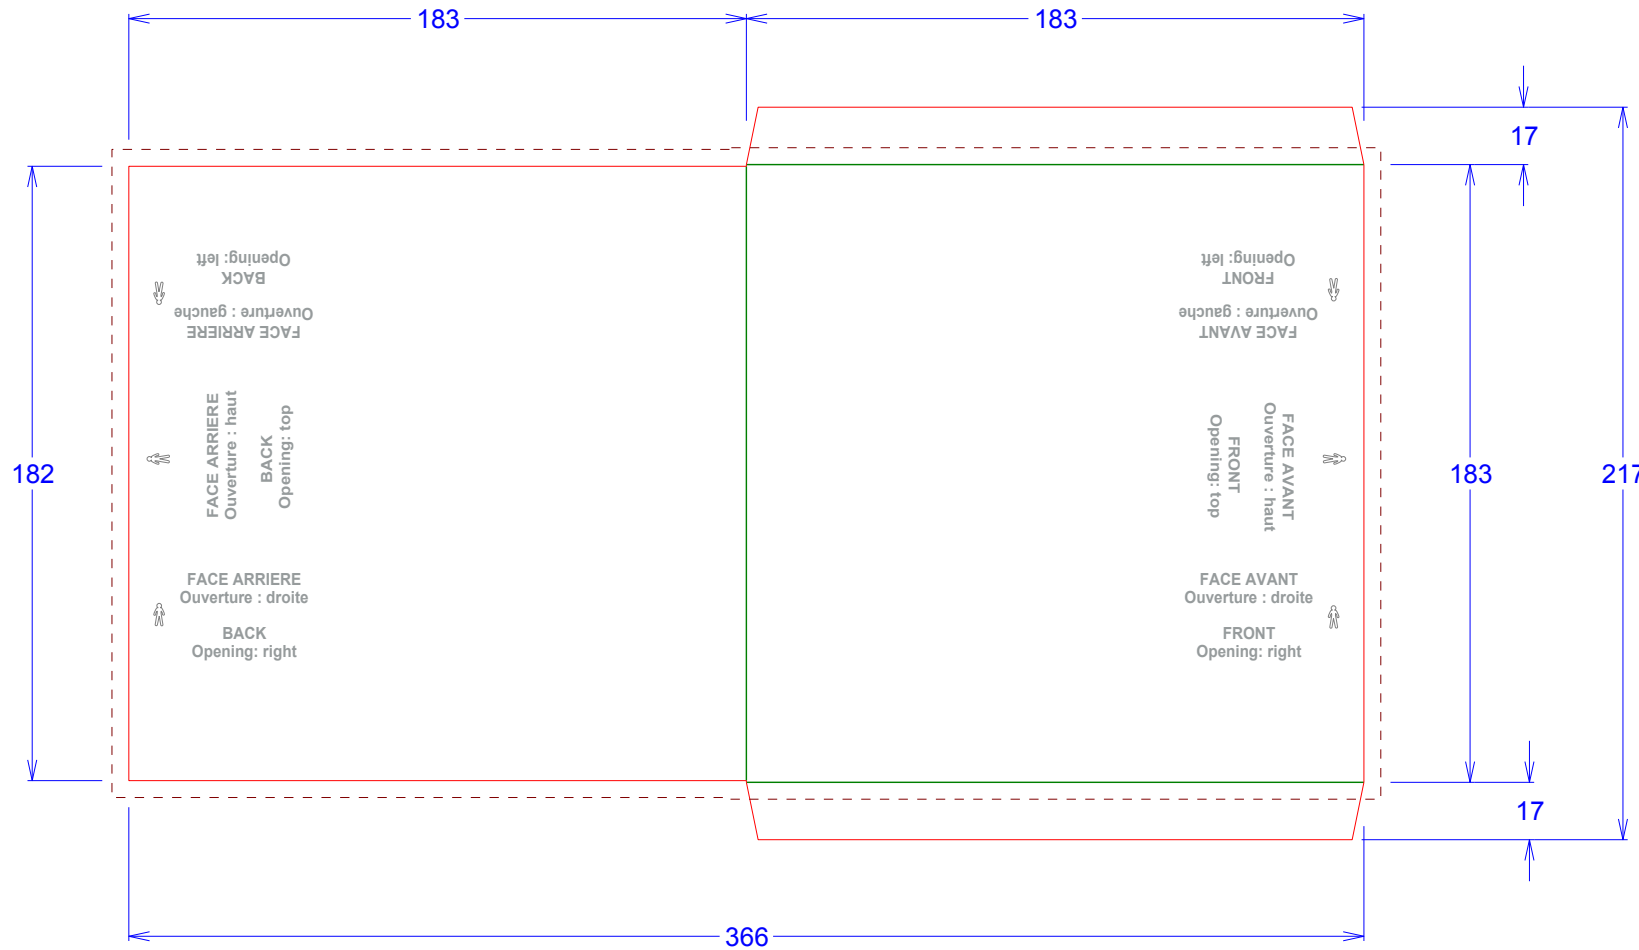 183
183
17
Opening: left
BACK
Ouverture : gauche
FACE ARRIERE
Opening: left
FRONT
Ouverture : gauche
FACE AVANT
FACE ARRIERE
Ouverture : haut
BACK
Opening: top
FACE AVANT
Ouverture : haut
FRONT
Opening: top
182
183
217
FACE ARRIERE
Ouverture : droite
BACK
Opening: right
FACE AVANT
Ouverture : droite
FRONT
Opening: right
17
366